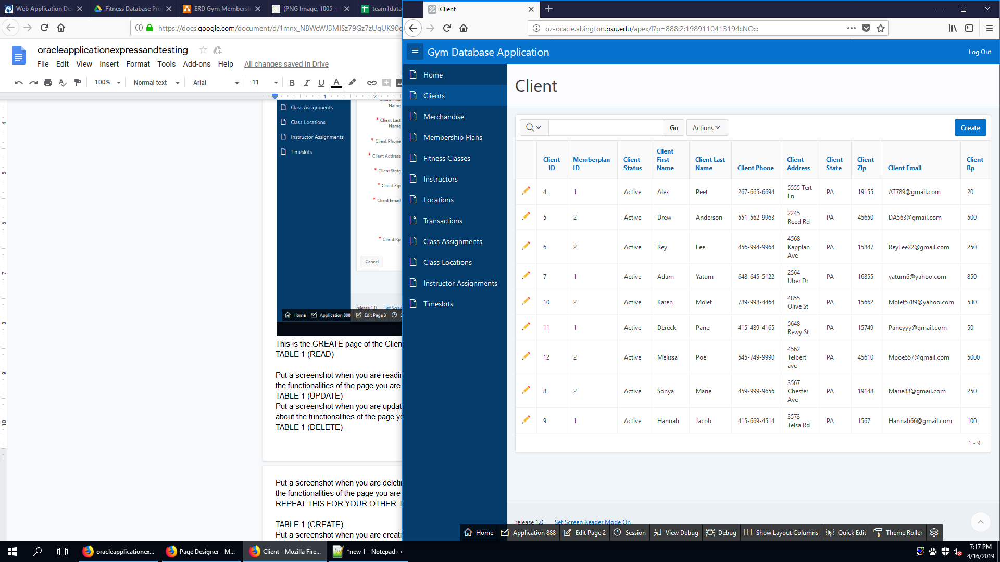 Web Application Dev
Fitness Database Pro
ERD Gym Membersh
(PNG Image, 1005 ×
team1data
Client
https://docs.google.com/document/d/1mnx_N8WcWJ3MISz79Gz7zUgUK90g
oz-oracle.abington.psu.edu/apex/f?p=888:2:1989110413194::NO:::
oracleapplicationexpressandtesting
File Edit View Insert Format Tools Add-ons Help All changes saved in Drive
100% Normal text Arial 11 B I U A
1 2
4
5
6
7
8
9
10
Class Assignments
Class Locations
Instructor Assignments
Timeslots
Name
* Client Last
Name
* Client Phone
* Client Address
* Client State
* Client Zip
* Client Email
* Client Rp
Cancel
release 1.0 Set Scree
Home Application 888 Edit Page 3 S
This is the CREATE page of the Clien
TABLE 1 (READ)
Put a screenshot when you are readin
the functionalities of the page you are
TABLE 1 (UPDATE)
Put a screenshot when you are updat
about the functionalities of the page yo
TABLE 1 (DELETE)
Put a screenshot when you are deletin
the functionalities of the page you are
REPEAT THIS FOR YOUR OTHER T
TABLE 1 (CREATE)
Put a screenshot when you are creati
Gym Database Application
Log Out
Home
Clients
Merchandise
Membership Plans
Fitness Classes
Instructors
Locations
Transactions
Class Assignments
Class Locations
Instructor Assignments
Timeslots
Client
Go Actions Create
Client ID Memberplan ID Client Status Client First Name Client Last Name Client Phone Client Address Client State Client Zip Client Email Client Rp
4 1 Active Alex Peet 267-665-6694 5555 Tert Ln PA 19155 AT789@gmail.com 20
5 2 Active Drew Anderson 551-562-9963 2245 Reed Rd PA 45650 DA563@gmail.com 500
6 2 Active Rey Lee 456-994-9964 4568 Kapplan Ave PA 15847 ReyLee22@gmail.com 250
7 1 Active Adam Yatum 648-645-5122 2564 Uber Dr PA 16855 yatum6@yahoo.com 850
10 2 Active Karen Molet 789-998-4464 4855 Olive St PA 15662 Molet5789@yahoo.com 530
11 1 Active Dereck Pane 415-489-4165 5648 Rewy St PA 15749 Paneyyy@gmail.com 50
12 2 Active Melissa Poe 545-749-9990 4562 Telbert ave PA 45610 Mpoe557@gmail.com 5000
8 2 Active Sonya Marie 459-999-9656 3567 Chester Ave PA 19148 Marie88@gmail.com 250
9 1 Active Hannah Jacob 415-669-4514 3573 Telsa Rd PA 1567 Hannah66@gmail.com 100
1 - 9
release 1.0 Set Screen Reader Mode On
Home Application 888 Edit Page 2 Session View Debug Debug Show Layout Columns Quick Edit Theme Roller
oracleapplicationex... Page Designer - M... Client - Mozilla Fire... *new 1 - Notepad++
7:17 PM
4/16/2019